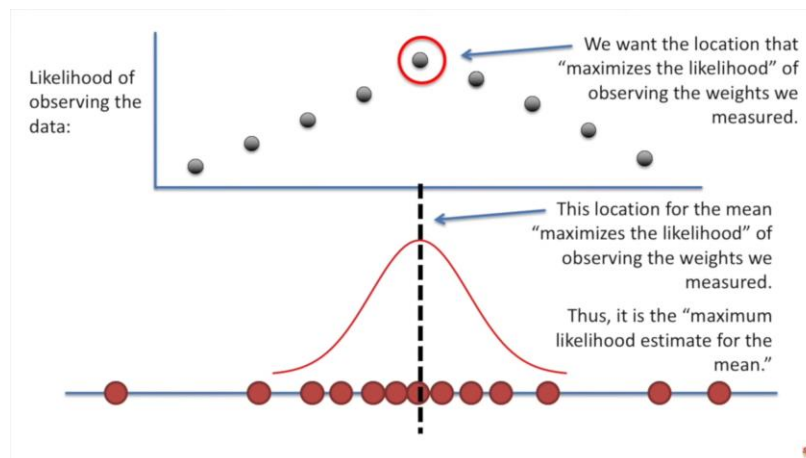 Likelihood of
observing the
data:
We want the location that
“maximizes the likelihood” of
observing the weights we
measured.
This location for the mean
“maximizes the likelihood” of
observing the weights we
measured.
Thus, it is the “maximum
likelihood estimate for the
mean.”